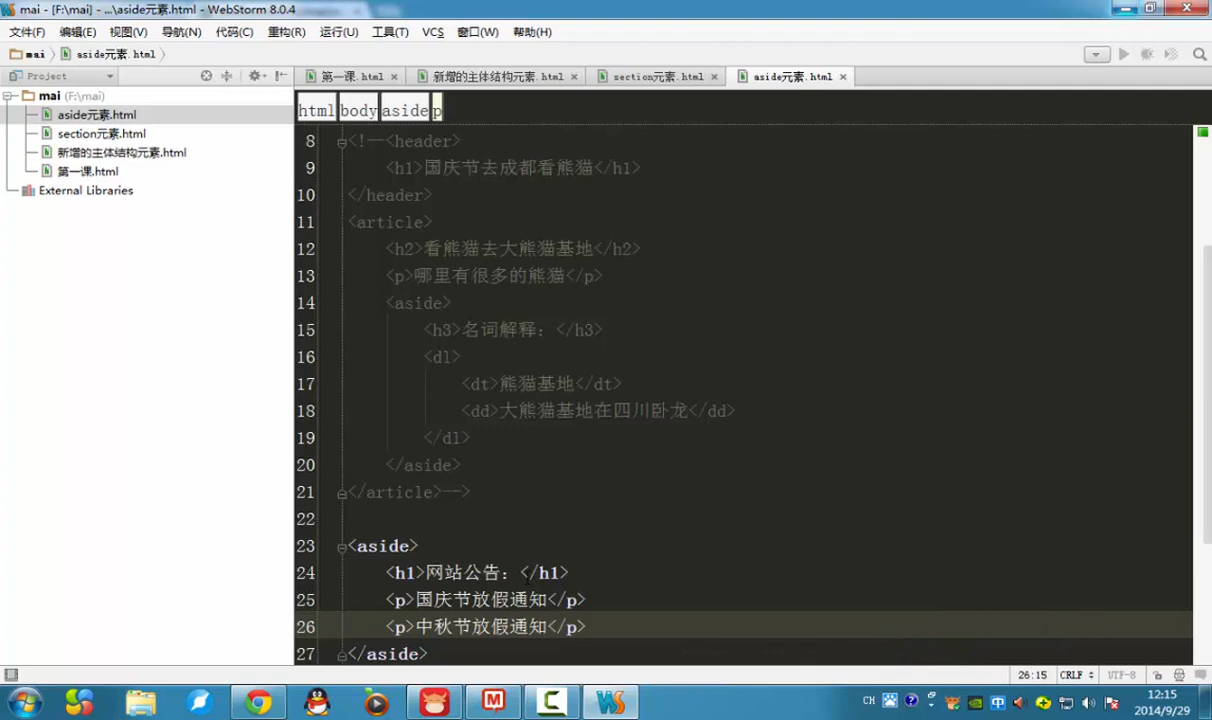 mai - [F:\mai] - ...\aside元素.html - WebStorm 8.0.4
文件(F) 编辑(E) 视图(V) 导航(N) 代码(C) 重构(R) 运行(U) 工具(T) VCS 窗口(W) 帮助(H)
mai aside元素.html
Project
第一课.html 新增的主体结构元素.html section元素.html aside元素.html
mai (F:\mai)
aside元素.html
section元素.html
新增的主体结构元素.html
第一课.html
External Libraries
html body aside p
8 <!--<header>
9 <h1>国庆节去成都看熊猫</h1>
10 </header>
11 <article>
12 <h2>看熊猫去大熊猫基地</h2>
13 <p>哪里有很多的熊猫</p>
14 <aside>
15 <h3>名词解释：</h3>
16 <dl>
17 <dt>熊猫基地</dt>
18 <dd>大熊猫基地在四川卧龙</dd>
19 </dl>
20 </aside>
21 </article>-->
22
23 <aside>
24 <h1>网站公告：</h1>
25 <p>国庆节放假通知</p>
26 <p>中秋节放假通知</p>
27 </aside>
26:15 CRLF UTF-8
CH 中 12:15
2014/9/29